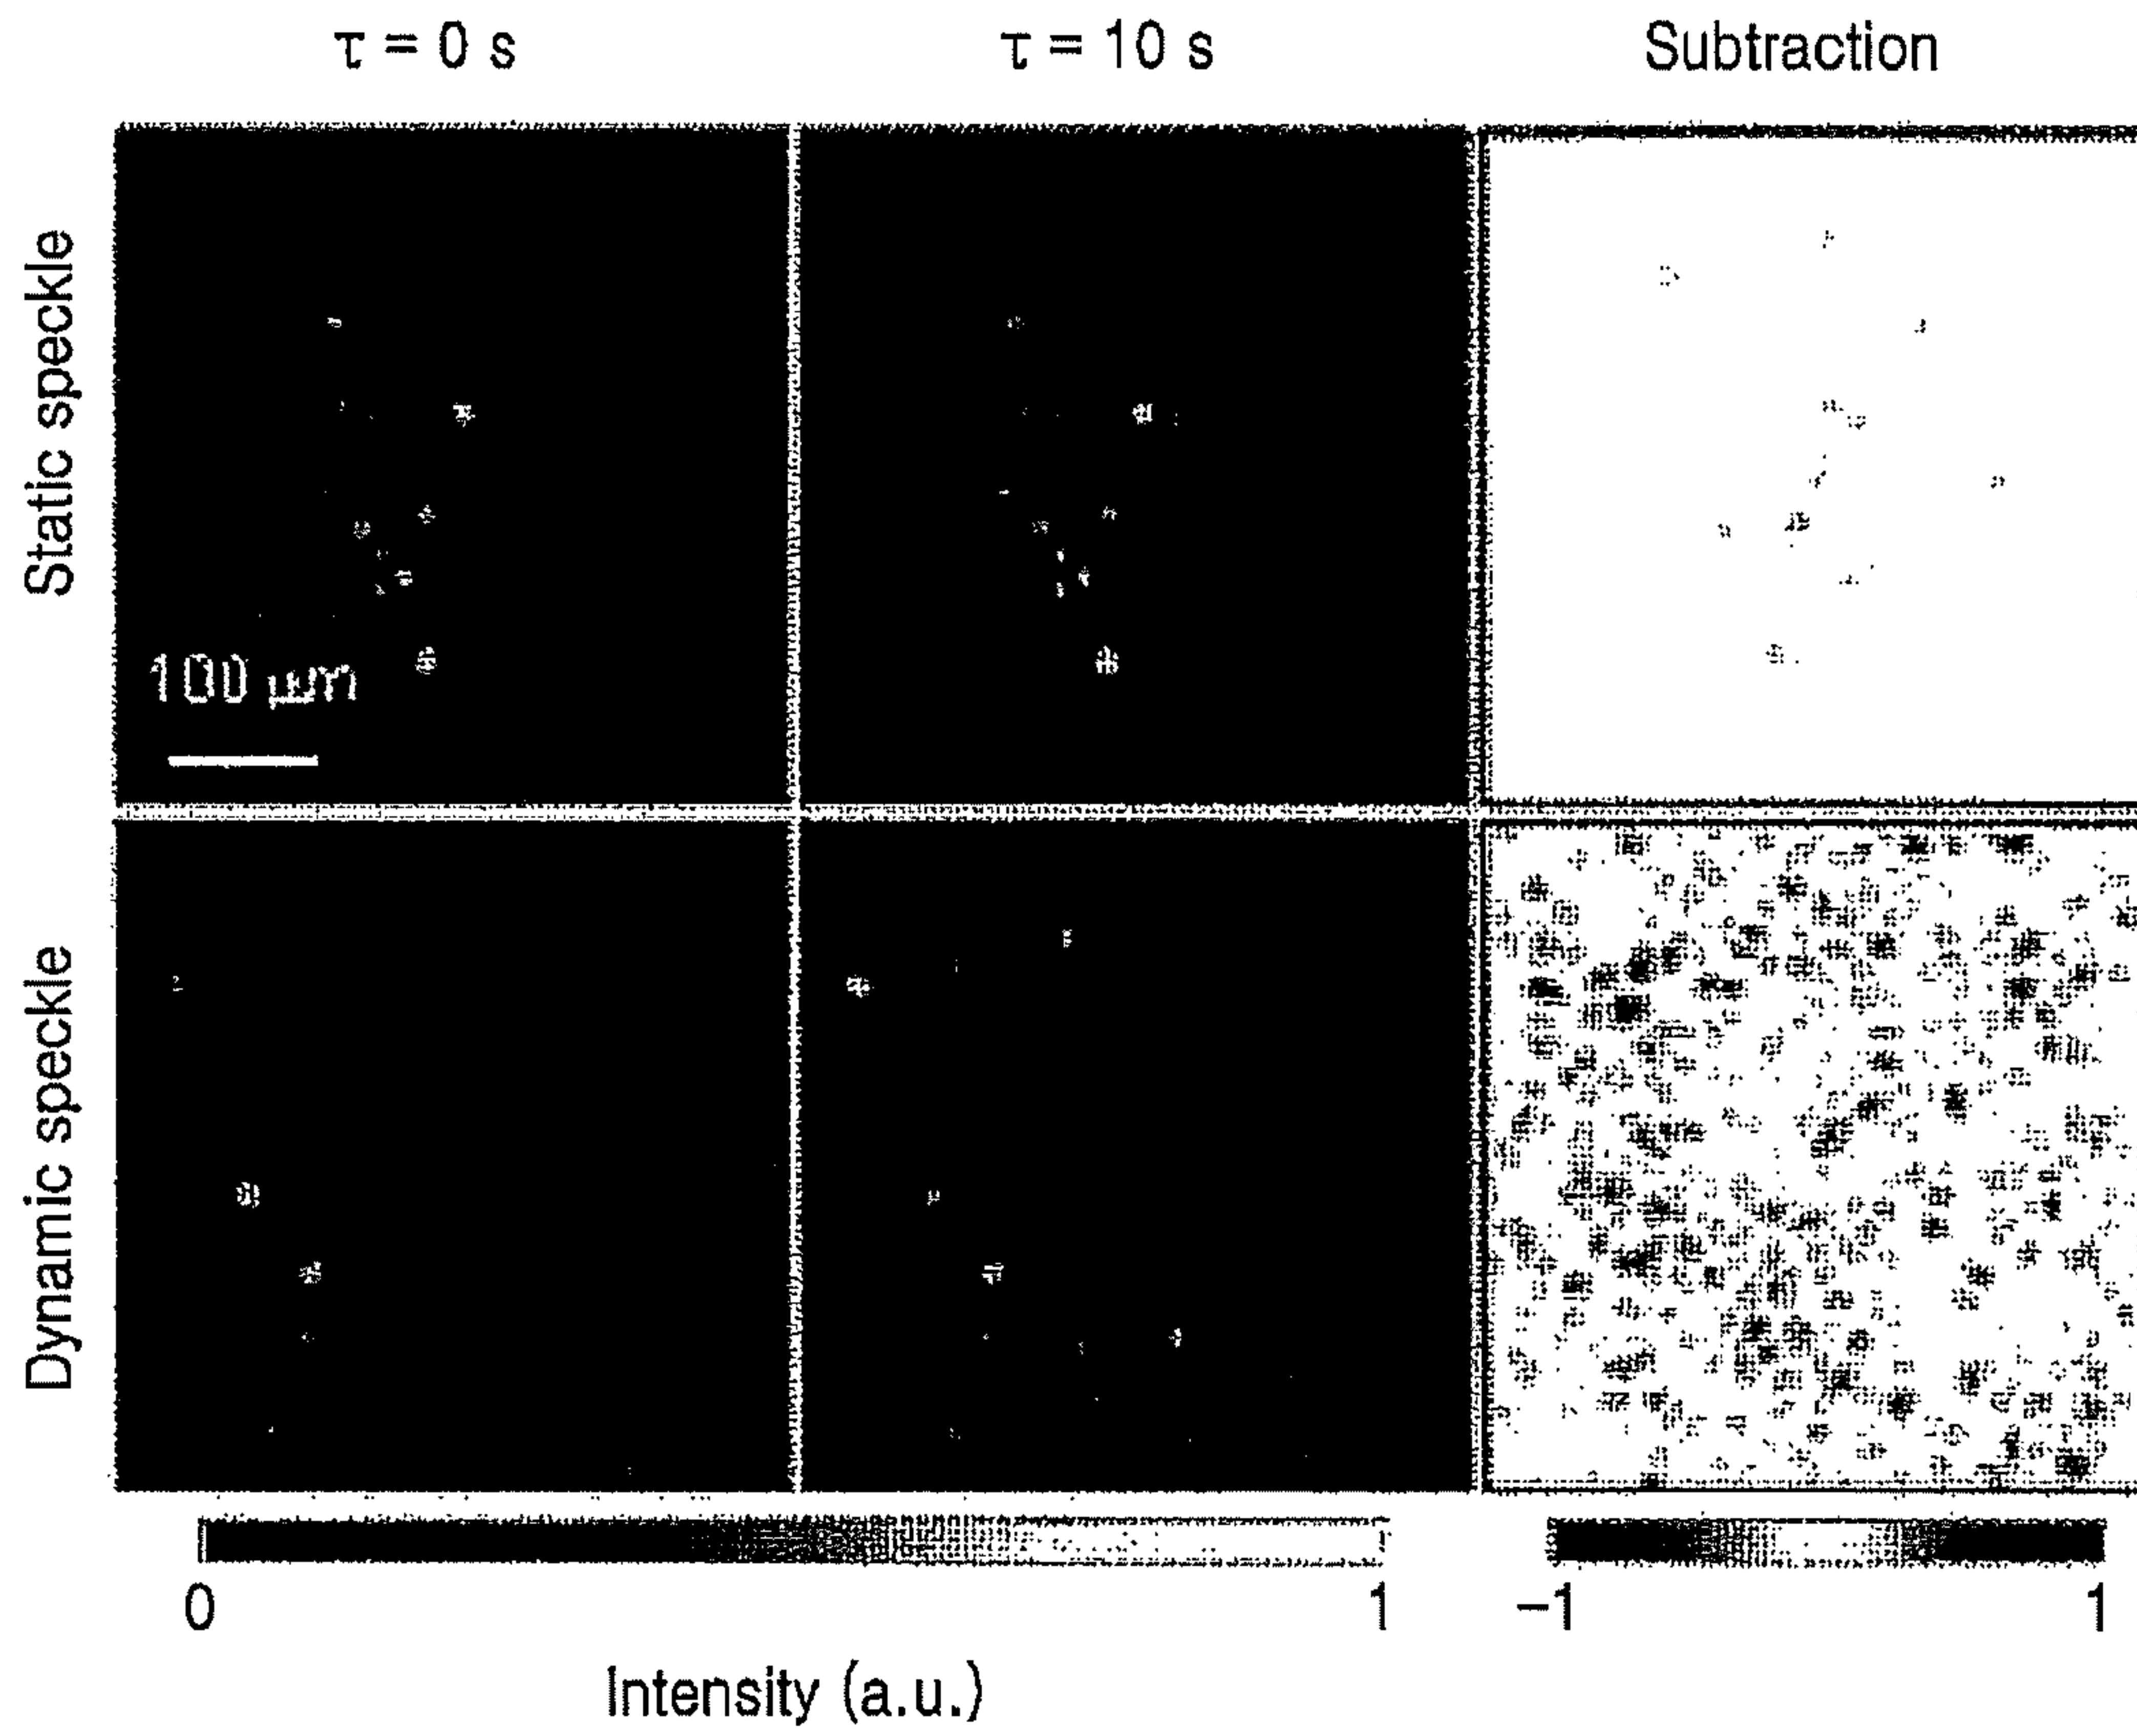 τ = 0 s
τ = 10 s
Subtraction
Static speckle
100 μm
Dynamic speckle
0
1
−1
1
Intensity (a.u.)